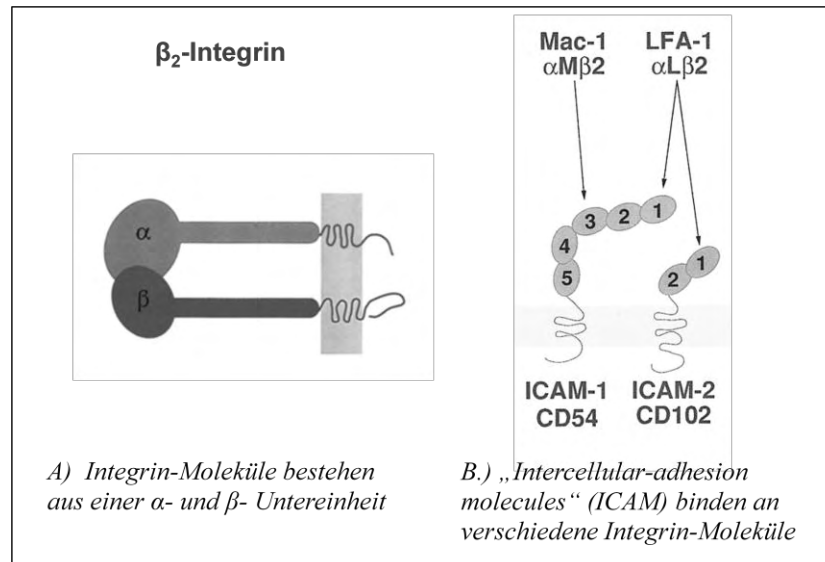 β₂-Integrin
α
β
Mac-1 LFA-1
αMβ2 αLβ2
3 2 1
4
5
1
2
ICAM-1 ICAM-2
CD54 CD102
A) Integrin-Moleküle bestehen
aus einer α- und β- Untereinheit
B.) „Intercellular-adhesion
molecules“ (ICAM) binden an
verschiedene Integrin-Moleküle